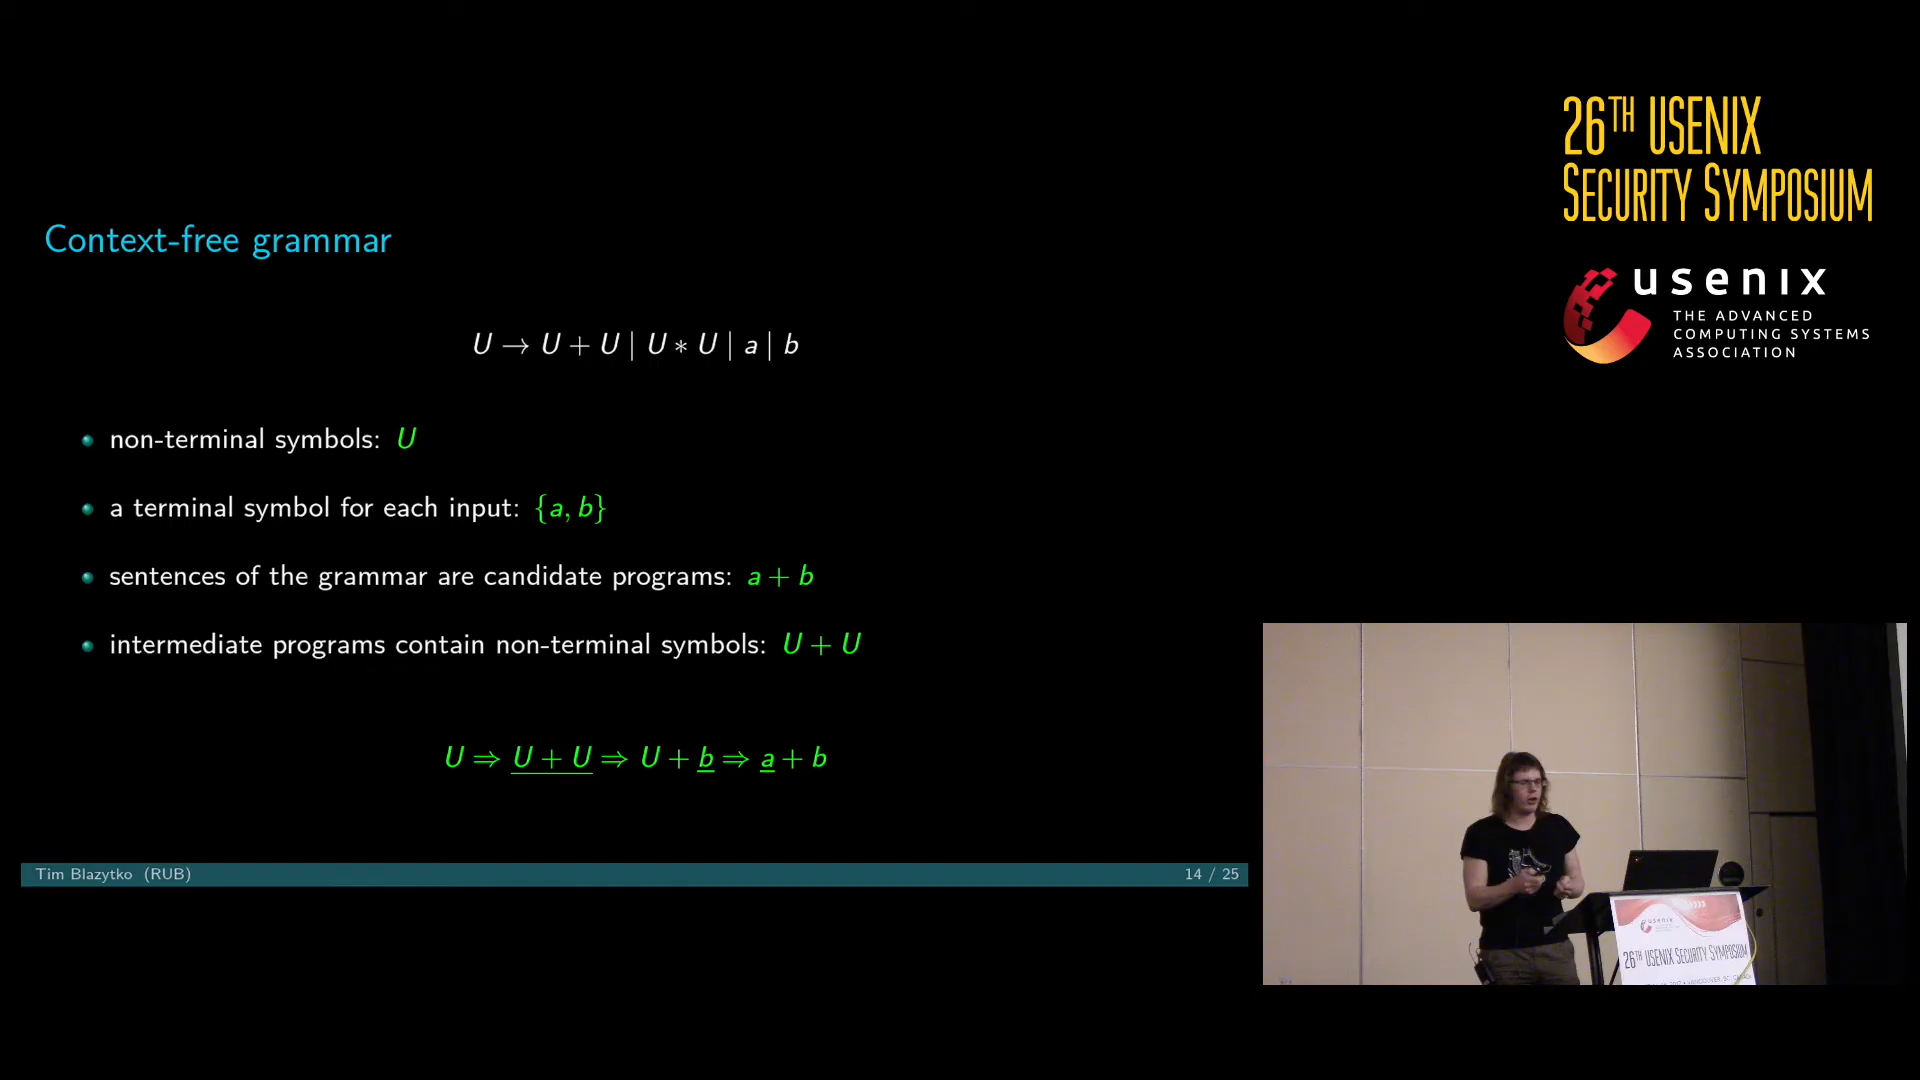 26TH USENIX
SECURITY SYMPOSIUM
usenix
THE ADVANCED
COMPUTING SYSTEMS
ASSOCIATION
Context-free grammar
U → U + U | U ∗ U | a | b
non-terminal symbols: U
a terminal symbol for each input: {a, b}
sentences of the grammar are candidate programs: a + b
intermediate programs contain non-terminal symbols: U + U
U ⇒ U + U ⇒ U + b ⇒ a + b
Tim Blazytko (RUB)
14 / 25
usenix
26TH USENIX SECURITY SYMPOSIUM